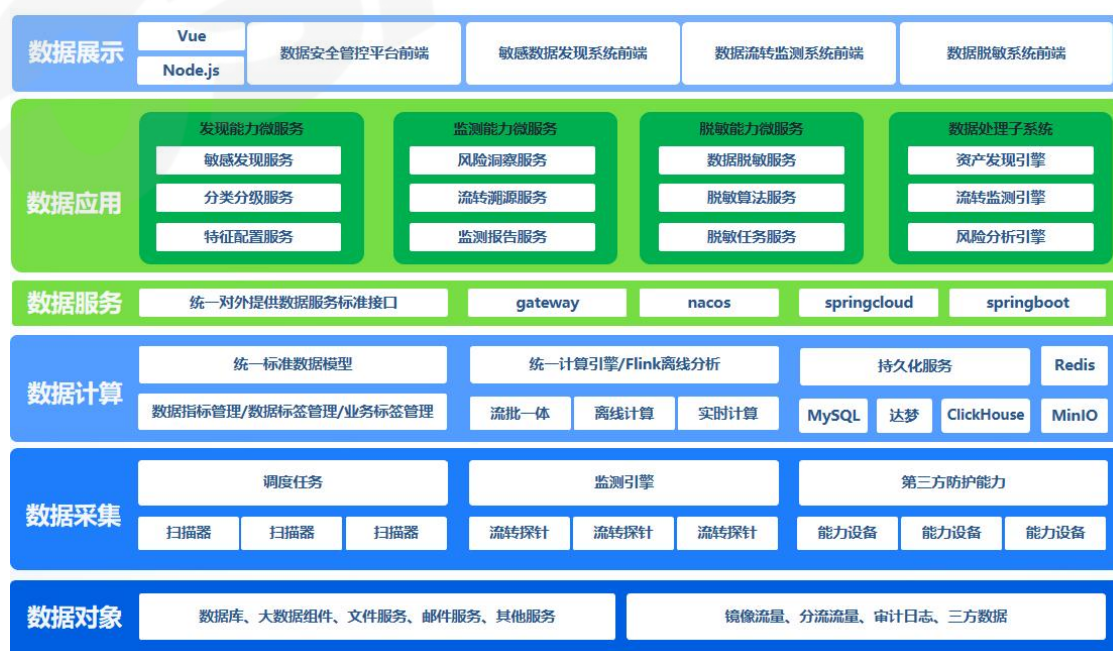 数据展示
Vue
Node.js
数据安全管控平台前端
敏感数据发现系统前端
数据流转监测系统前端
数据脱敏系统前端
数据应用
发现能力微服务
敏感发现服务
分类分级服务
特征配置服务
监测能力微服务
风险洞察服务
流转溯源服务
监测报告服务
脱敏能力微服务
数据脱敏服务
脱敏算法服务
脱敏任务服务
数据处理子系统
资产发现引擎
流转监测引擎
风险分析引擎
数据服务
统一对外提供数据服务标准接口
gateway
nacos
springcloud
springboot
数据计算
统一标准数据模型
数据指标管理/数据标签管理/业务标签管理
统一计算引擎/Flink离线分析
流批一体
离线计算
实时计算
持久化服务
Redis
MySQL
达梦
ClickHouse
MinIO
数据采集
调度任务
扫描器
扫描器
扫描器
监测引擎
流转探针
流转探针
流转探针
第三方防护能力
能力设备
能力设备
能力设备
数据对象
数据库、大数据组件、文件服务、邮件服务、其他服务
镜像流量、分流流量、审计日志、三方数据